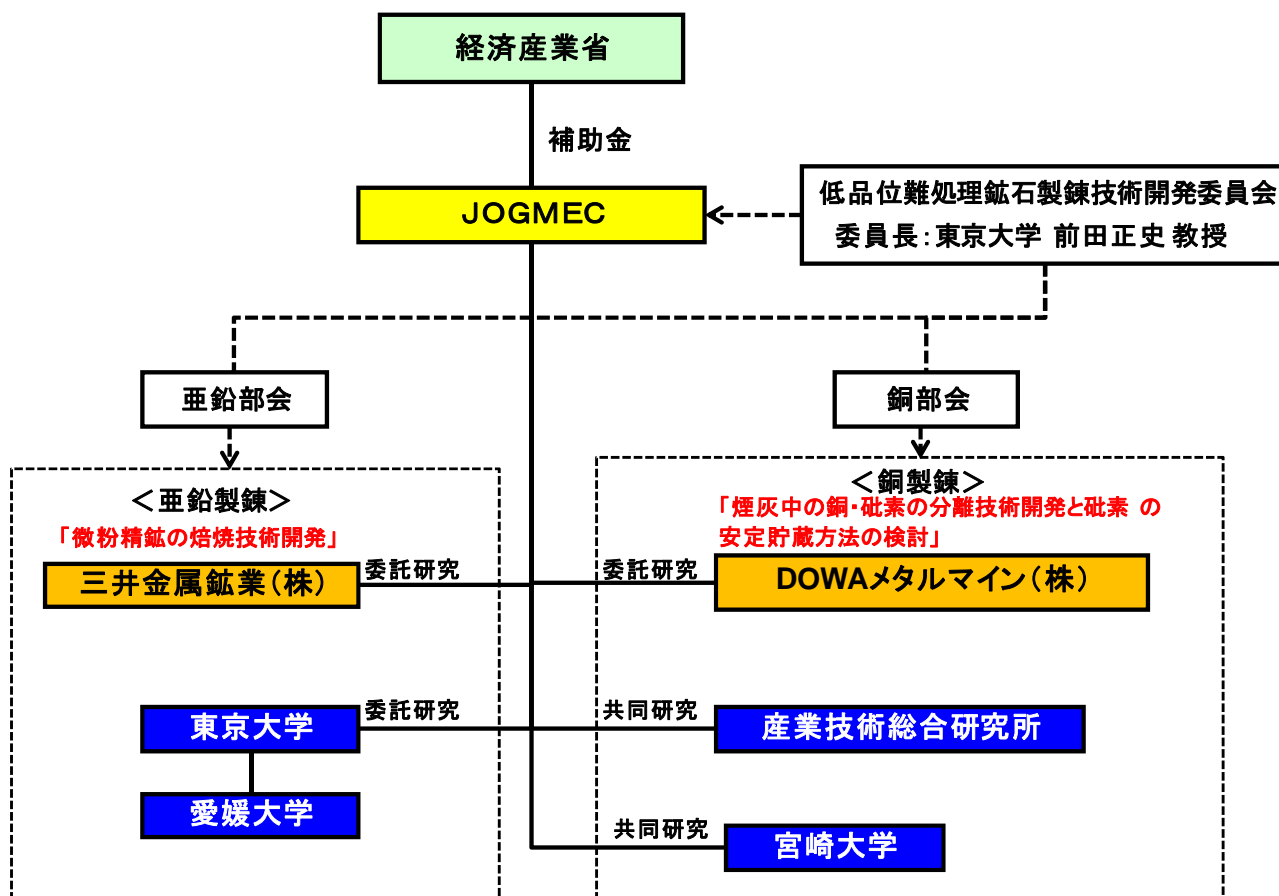 経済産業省
補助金
JOGMEC
低品位難処理鉱石製錬技術開発委員会
委員長：東京大学 前田正史 教授
亜鉛部会
銅部会
＜亜鉛製錬＞
「微粉精鉱の焙焼技術開発」
三井金属鉱業（株）
委託研究
東京大学
委託研究
愛媛大学
＜銅製錬＞
「煙灰中の銅・砒素の分離技術開発と砒素 の
安定貯蔵方法の検討」
委託研究
DOWAメタルマイン（株）
共同研究
産業技術総合研究所
共同研究
宮崎大学